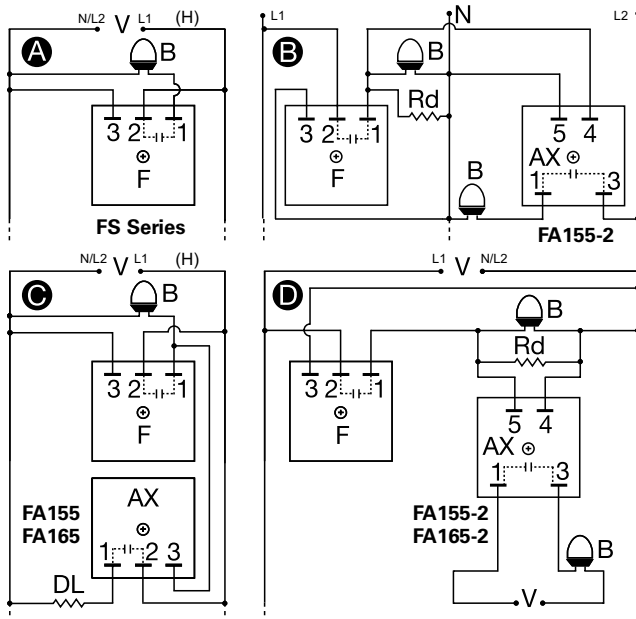 A
N/L2 V L1 (H)
B
3 2 1
F
FS Series
B
L1
N
L2
B
Rd
3 2 1
F
5 4
AX
1 3
B
FA155-2
C
N/L2 V L1 (H)
B
3 2 1
F
FA155
FA165
AX
1 2 3
DL
D
L1 V N/L2
B
Rd
3 2 1
F
5 4
AX
1 3
FA155-2
FA165-2
B
V